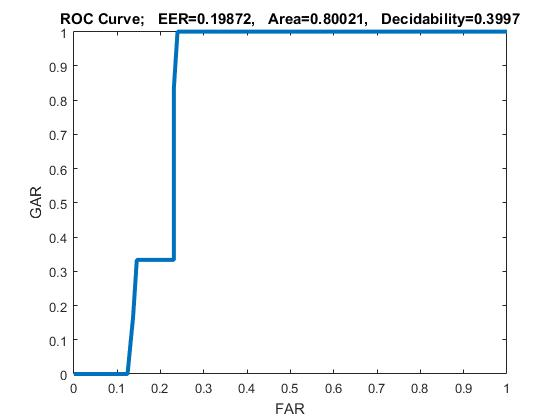 ROC Curve;   EER=0.19872,   Area=0.80021,   Decidability=0.3997
1
0.9
0.8
0.7
0.6
0.5
0.4
0.3
0.2
0.1
0
GAR
0 0.1 0.2 0.3 0.4 0.5 0.6 0.7 0.8 0.9 1
FAR